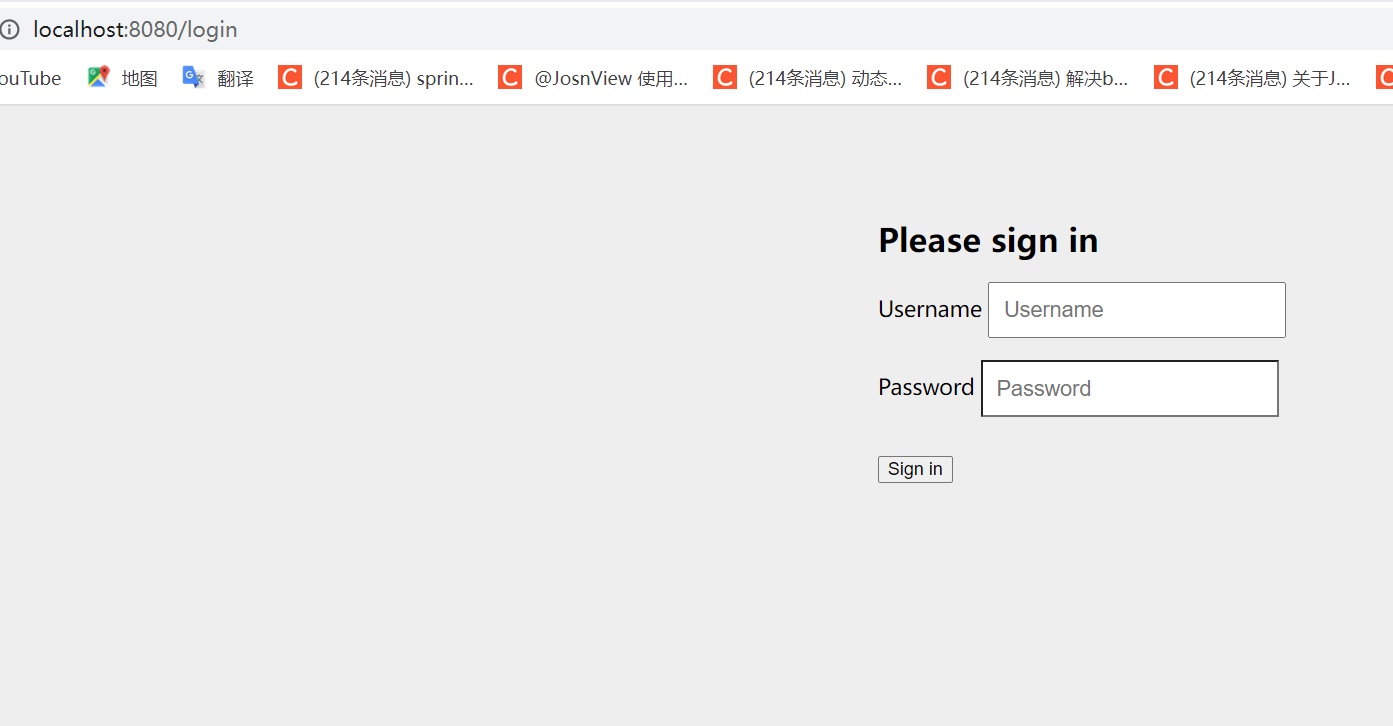 localhost:8080/login
ouTube 地图 翻译 (214条消息) sprin... @JosnView 使用... (214条消息) 动态... (214条消息) 解决b... (214条消息) 关于J...
Please sign in
Username Username
Password Password
Sign in